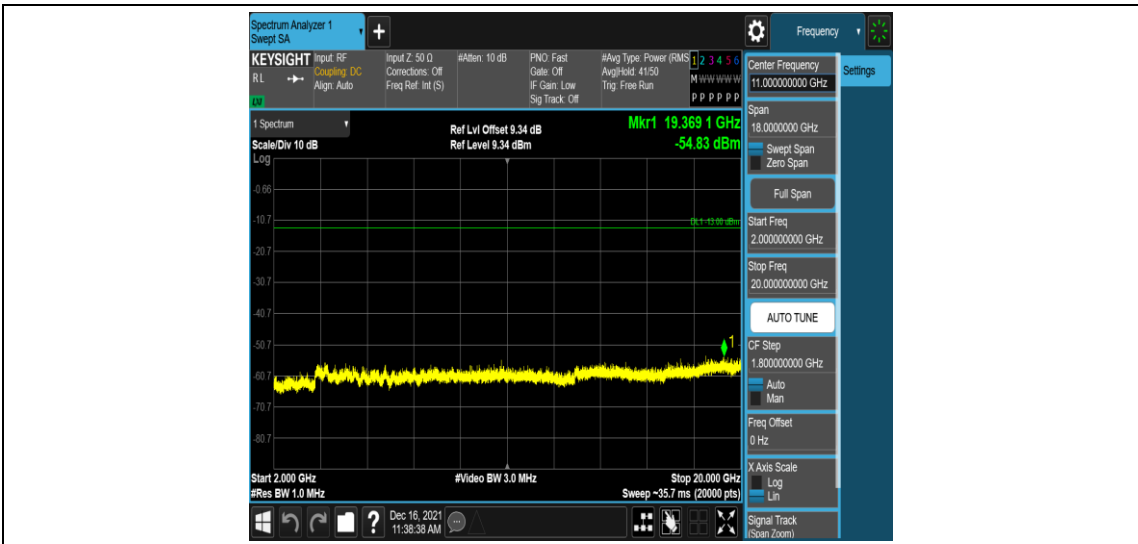 Spectrum Analyzer 1
Swept SA
+
Frequency
KEYSIGHT
RL
LXI
Input: RF
Coupling: DC
Align: Auto
Input Z: 50 Ω
Corrections: Off
Freq Ref: Int (S)
#Atten: 10 dB
PNO: Fast
Gate: Off
IF Gain: Low
Sig Track: Off
#Avg Type: Power (RMS
Avg|Hold: 41/50
Trig: Free Run
1 2 3 4 5 6
M W W W W W
P P P P P P
Center Frequency
11.000000000 GHz
Settings
1 Spectrum
Scale/Div 10 dB
Log
Ref Lvl Offset 9.34 dB
Ref Level 9.34 dBm
Mkr1 19.369 1 GHz
-54.83 dBm
-0.66
-10.7
-20.7
-30.7
-40.7
-50.7
-60.7
-70.7
-80.7
DL1 -13.00 dBm
1
Start 2.000 GHz
#Res BW 1.0 MHz
#Video BW 3.0 MHz
Stop 20.000 GHz
Sweep ~35.7 ms (20000 pts)
Span
18.0000000 GHz
Swept Span
Zero Span
Full Span
Start Freq
2.000000000 GHz
Stop Freq
20.000000000 GHz
AUTO TUNE
CF Step
1.800000000 GHz
Auto
Man
Freq Offset
0 Hz
X Axis Scale
Log
Lin
Signal Track
(Span Zoom)
?
Dec 16, 2021
11:38:38 AM